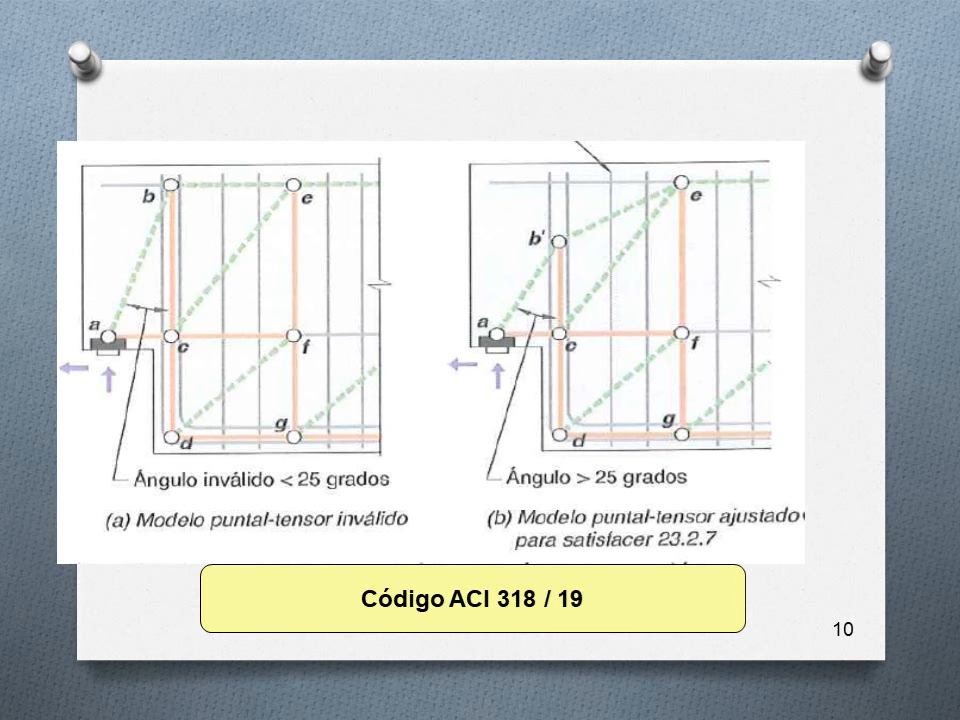 b
e
a
c
f
d
g
Ángulo inválido < 25 grados
(a) Modelo puntal-tensor inválido
e
b'
a
c
f
d
g
Ángulo > 25 grados
(b) Modelo puntal-tensor ajustado
para satisfacer 23.2.7
Código ACI 318 / 19
10